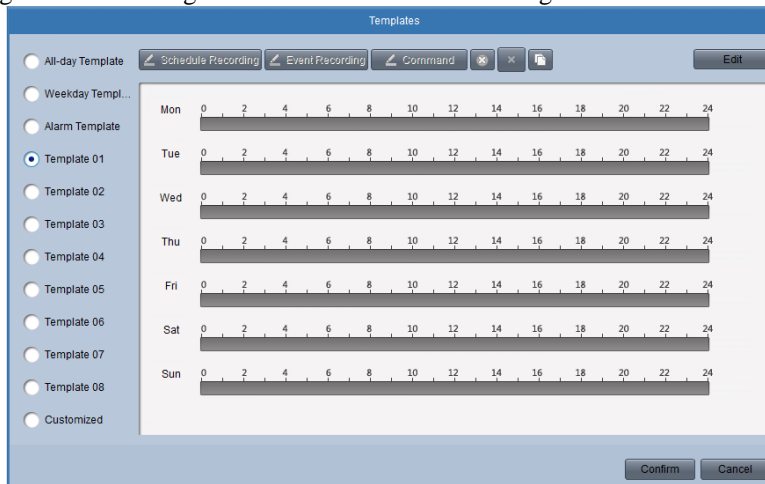 Templates
All-day Template
Schedule Recording Event Recording Command Edit
Weekday Templ...
Alarm Template
Template 01
Template 02
Template 03
Template 04
Template 05
Template 06
Template 07
Template 08
Customized
Mon 0 2 4 6 8 10 12 14 16 18 20 22 24
Tue 0 2 4 6 8 10 12 14 16 18 20 22 24
Wed 0 2 4 6 8 10 12 14 16 18 20 22 24
Thu 0 2 4 6 8 10 12 14 16 18 20 22 24
Fri 0 2 4 6 8 10 12 14 16 18 20 22 24
Sat 0 2 4 6 8 10 12 14 16 18 20 22 24
Sun 0 2 4 6 8 10 12 14 16 18 20 22 24
Confirm Cancel